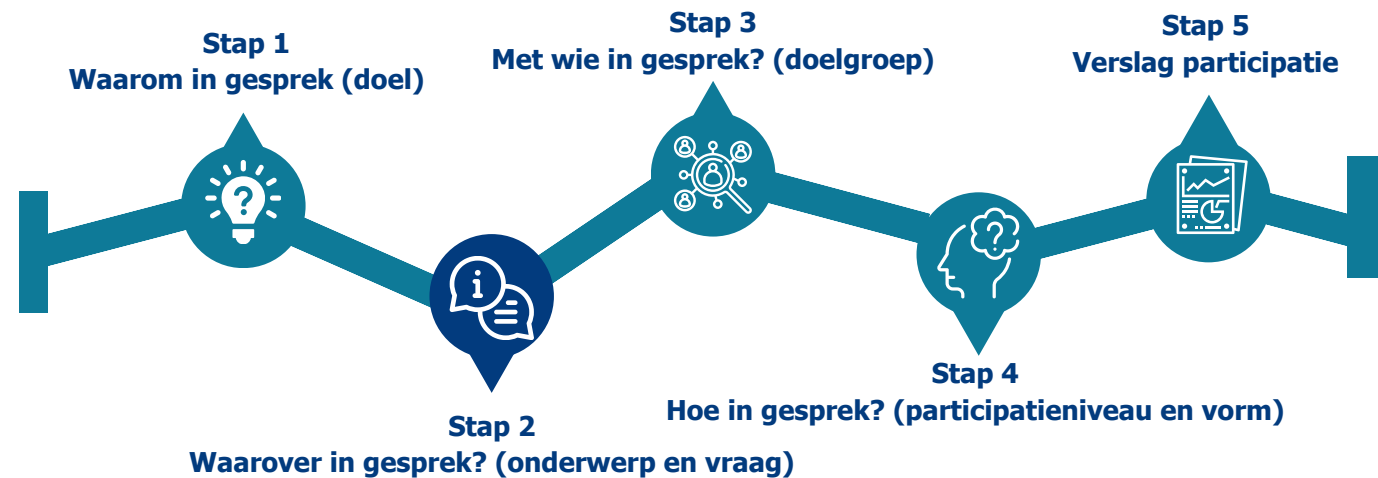 Stap 1
Waarom in gesprek (doel)
Stap 2
Waarover in gesprek? (onderwerp en vraag)
Stap 3
Met wie in gesprek? (doelgroep)
Stap 4
Hoe in gesprek? (participatieniveau en vorm)
Stap 5
Verslag participatie